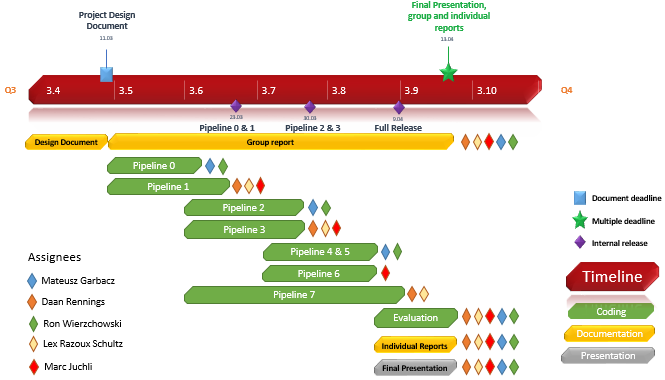 Project Design
Document
11.03
Final Presentation,
group and individual
reports
13.04
Q3
3.4
3.5
3.6
3.7
3.8
3.9
3.10
Q4
23.03
30.03
9.04
Pipeline 0 & 1
Pipeline 2 & 3
Full Release
Design Document
Group report
Pipeline 0
Pipeline 1
Pipeline 2
Pipeline 3
Pipeline 4 & 5
Pipeline 6
Pipeline 7
Evaluation
Individual Reports
Final Presentation
Assignees
Mateusz Garbacz
Daan Rennings
Ron Wierzchowski
Lex Razoux Schultz
Marc Juchli
Document deadline
Multiple deadline
Internal release
Timeline
Coding
Documentation
Presentation